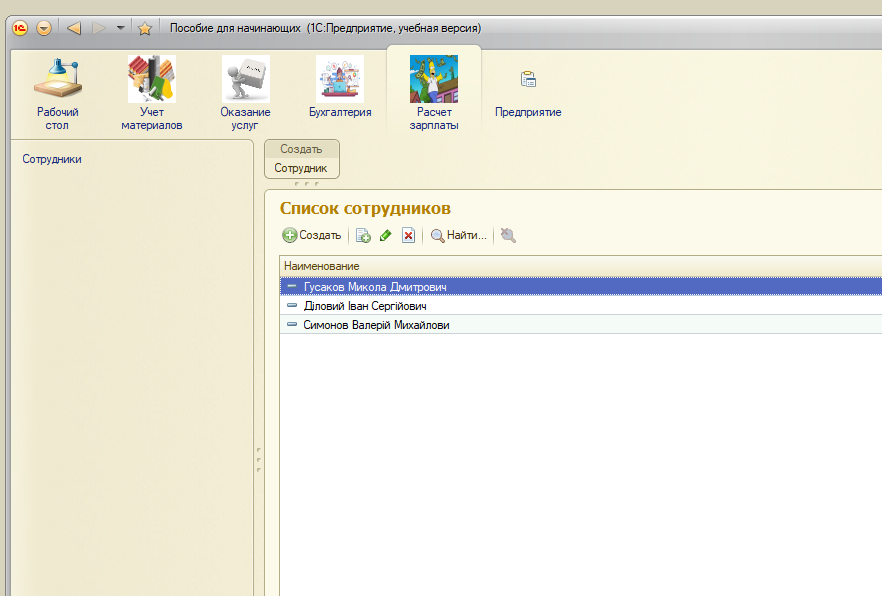 Пособие для начинающих (1С:Предприятие, учебная версия)
Рабочий
стол
Учет
материалов
Оказание
услуг
Бухгалтерия
Расчет
зарплаты
Предприятие
Сотрудники
Создать
Сотрудник
Список сотрудников
Создать
Найти...
Наименование
Гусаков Микола Дмитрович
Діловий Іван Сергійович
Симонов Валерій Михайлови